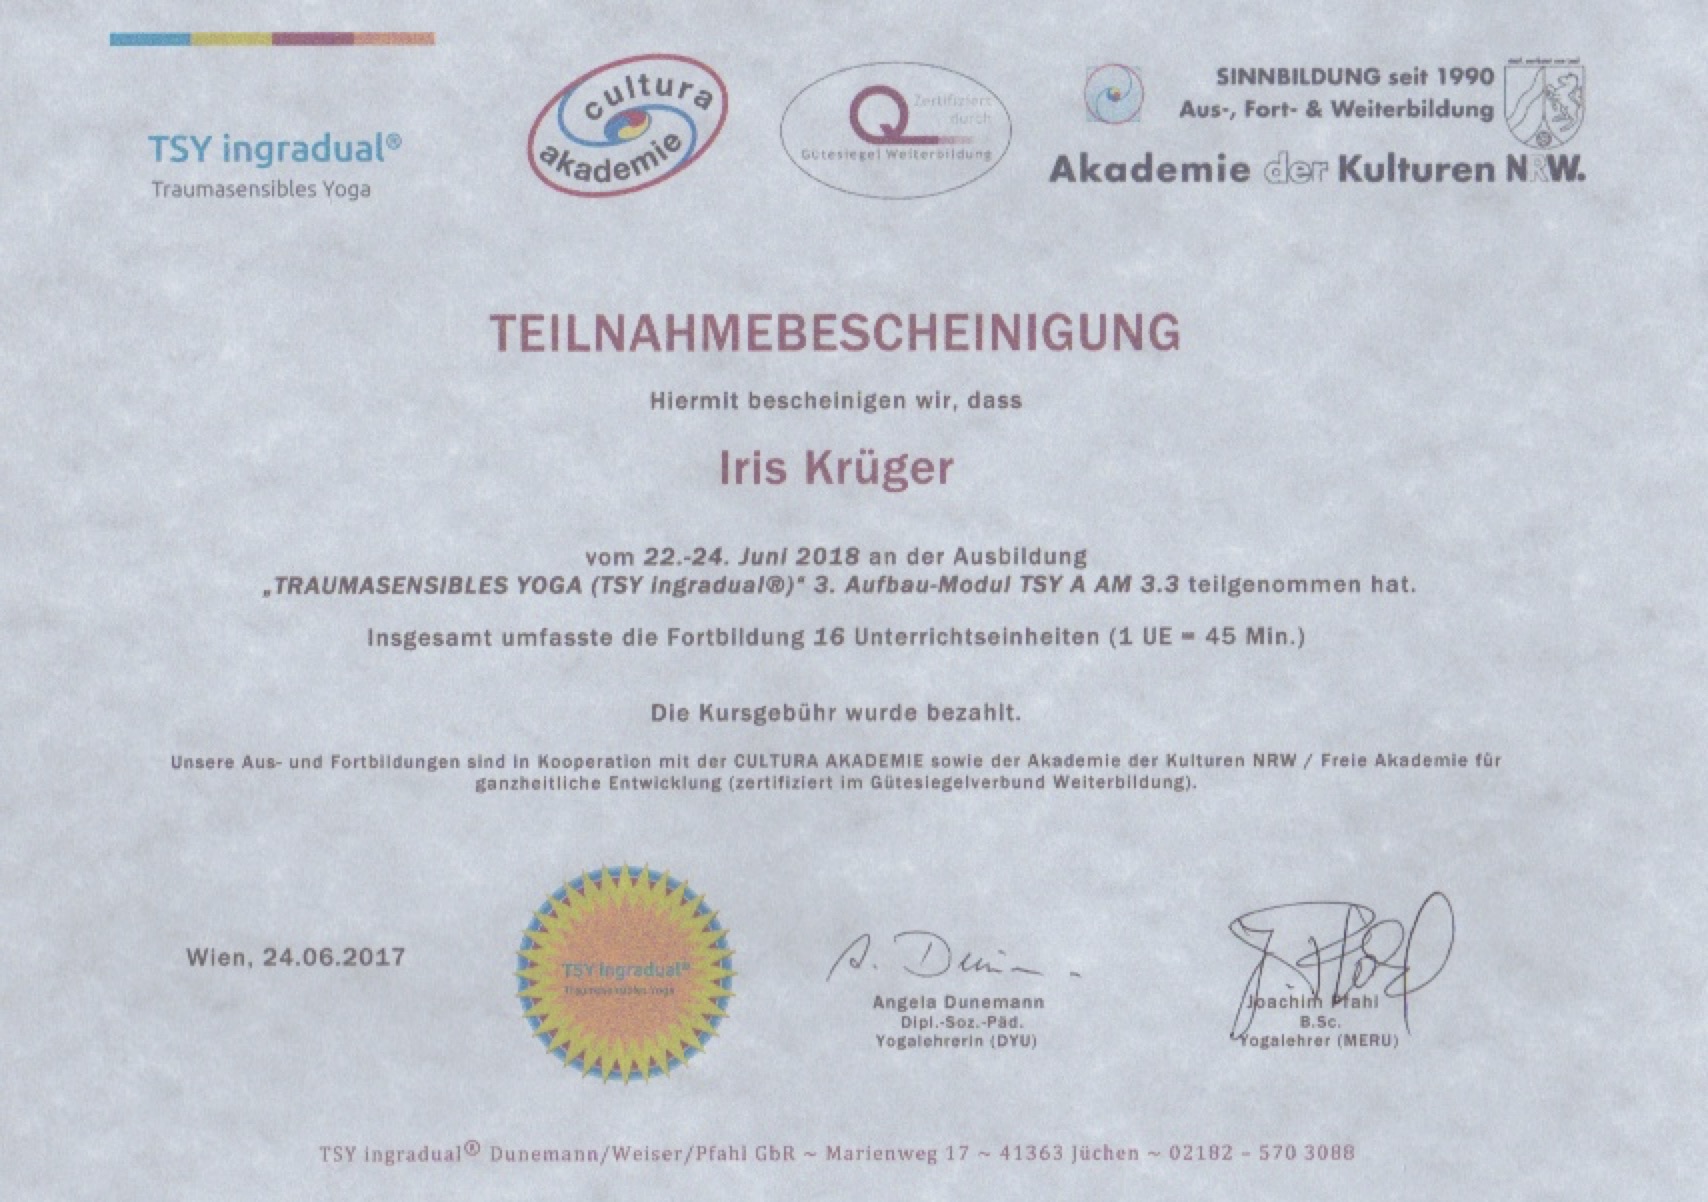 TSY ingradual®
Traumasensibles Yoga
cultura
akademie
Q Zertifiziert
durch
Gütesiegel Weiterbildung
SINNBILDUNG seit 1990
Aus-, Fort- & Weiterbildung
Akademie der Kulturen NRW.
TEILNAHMEBESCHEINIGUNG
Hiermit bescheinigen wir, dass
Iris Krüger
vom 22.-24. Juni 2018 an der Ausbildung
„TRAUMASENSIBLES YOGA (TSY ingradual®)“ 3. Aufbau-Modul TSY A AM 3.3 teilgenommen hat.
Insgesamt umfasste die Fortbildung 16 Unterrichtseinheiten (1 UE = 45 Min.)
Die Kursgebühr wurde bezahlt.
Unsere Aus- und Fortbildungen sind in Kooperation mit der CULTURA AKADEMIE sowie der Akademie der Kulturen NRW / Freie Akademie für
ganzheitliche Entwicklung (zertifiziert im Gütesiegelverbund Weiterbildung).
Wien, 24.06.2017
TSY ingradual®
Traumasensibles Yoga
Angela Dunemann
Dipl.-Soz.-Päd.
Yogalehrerin (DYU)
Joachim Pfahl
B.Sc.
Yogalehrer (MERU)
TSY ingradual® Dunemann/Weiser/Pfahl GbR ~ Marienweg 17 ~ 41363 Jüchen ~ 02182 – 570 3088